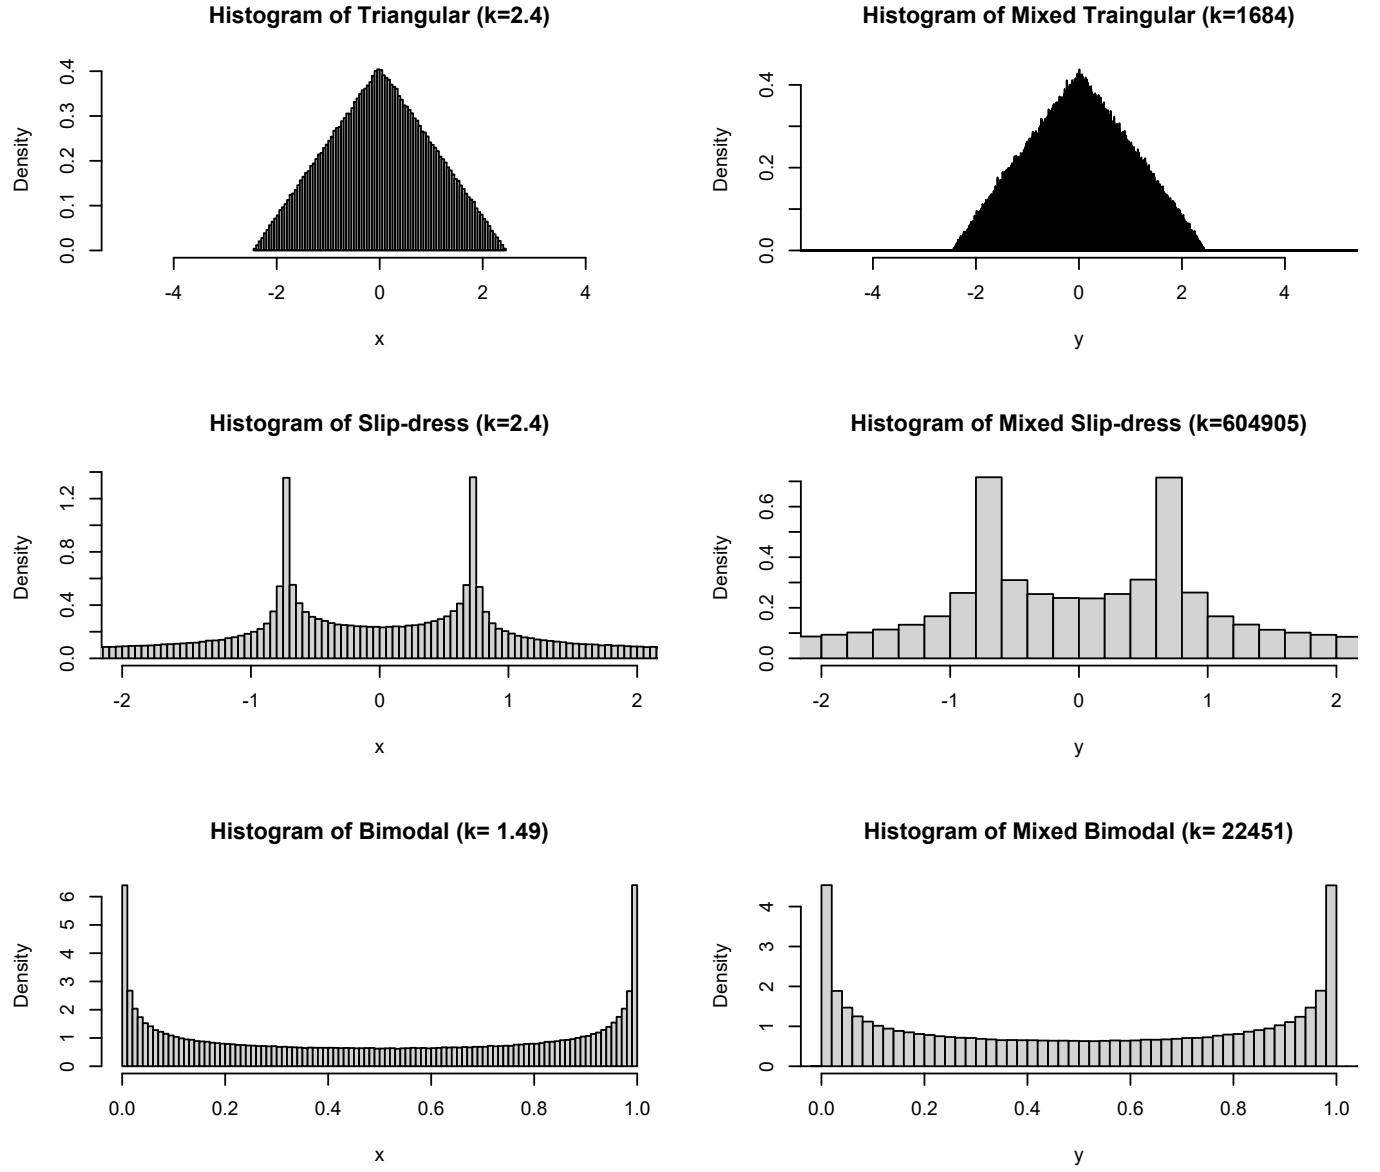 Histogram of Triangular (k=2.4)
Density
0.0 0.1 0.2 0.3 0.4
-4 -2 0 2 4
x
Histogram of Mixed Traingular (k=1684)
Density
0.0 0.2 0.4
-4 -2 0 2 4
y
Histogram of Slip-dress (k=2.4)
Density
0.0 0.4 0.8 1.2
-2 -1 0 1 2
x
Histogram of Mixed Slip-dress (k=604905)
Density
0.0 0.2 0.4 0.6
-2 -1 0 1 2
y
Histogram of Bimodal (k= 1.49)
Density
0 1 2 3 4 5 6
0.0 0.2 0.4 0.6 0.8 1.0
x
Histogram of Mixed Bimodal (k= 22451)
Density
0 1 2 3 4
0.0 0.2 0.4 0.6 0.8 1.0
y